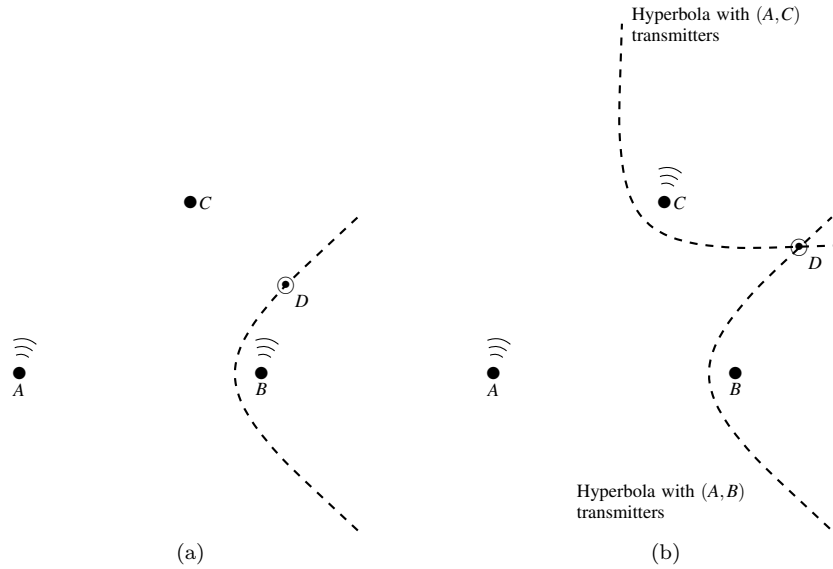 Hyperbola with (A,C)
transmitters
C
C
D
D
A
B
A
B
Hyperbola with (A,B)
transmitters
(a)
(b)